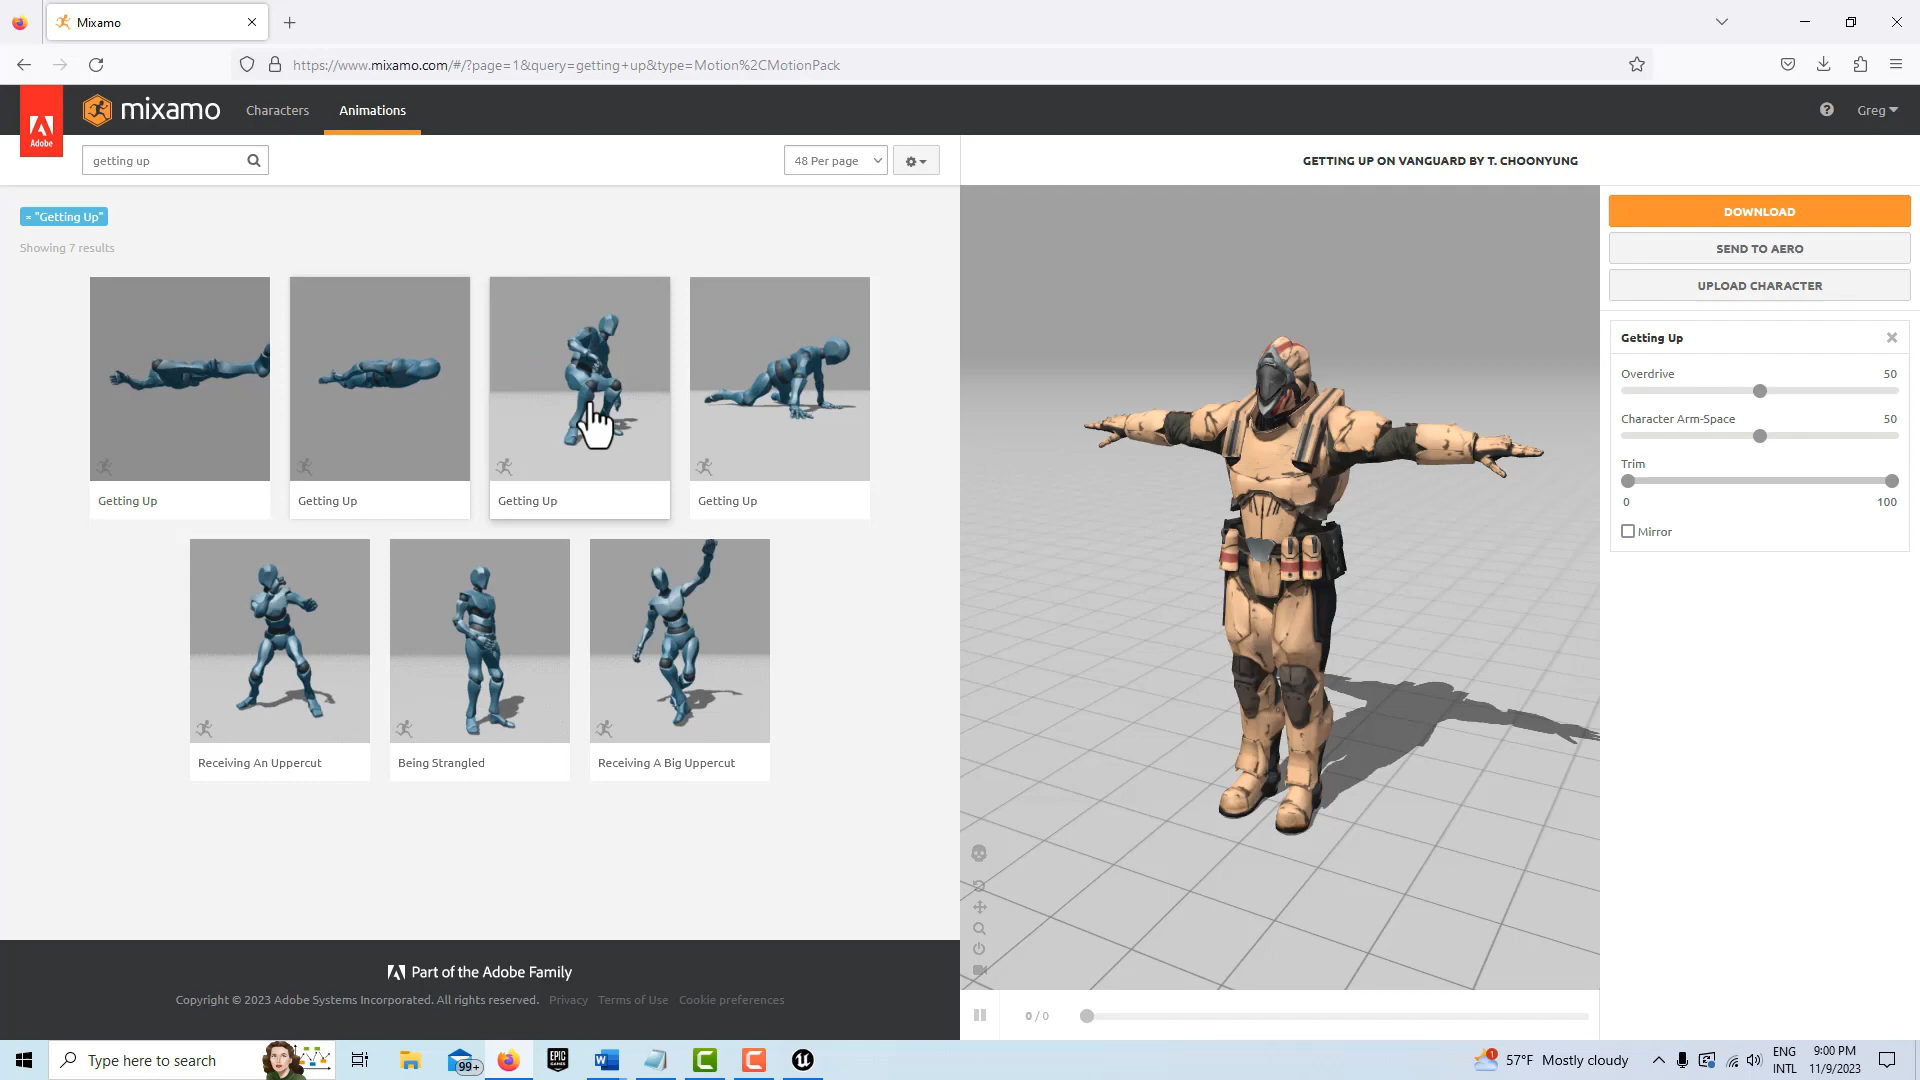 Mixamo
https://www.mixamo.com/#/?page=1&query=getting+up&type=Motion%2CMotionPack
Adobe
mixamo
Characters
Animations
Greg
getting up
48 Per page
GETTING UP ON VANGUARD BY T. CHOONYUNG
× "Getting Up"
Showing 7 results
DOWNLOAD
SEND TO AERO
UPLOAD CHARACTER
Getting Up
Overdrive 50
Character Arm-Space 50
Trim
0 100
Mirror
Getting Up
Getting Up
Getting Up
Getting Up
Receiving An Uppercut
Being Strangled
Receiving A Big Uppercut
Part of the Adobe Family
Copyright © 2023 Adobe Systems Incorporated. All rights reserved. Privacy Terms of Use Cookie preferences
0 / 0
Type here to search
99+
EPIC GAMES
1
57°F Mostly cloudy
ENG
INTL
9:00 PM
11/9/2023